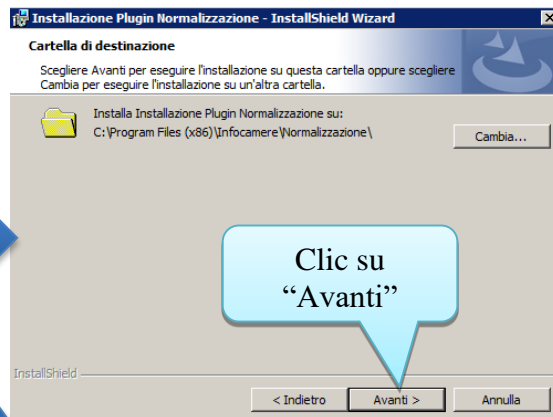 Installazione Plugin Normalizzazione - InstallShield Wizard
Cartella di destinazione
Scegliere Avanti per eseguire l'installazione su questa cartella oppure scegliere
Cambia per eseguire l'installazione su un'altra cartella.
Installa Installazione Plugin Normalizzazione su:
C:\Program Files (x86)\Infocamere\Normalizzazione\
Cambia...
Clic su
“Avanti”
InstallShield
< Indietro
Avanti >
Annulla